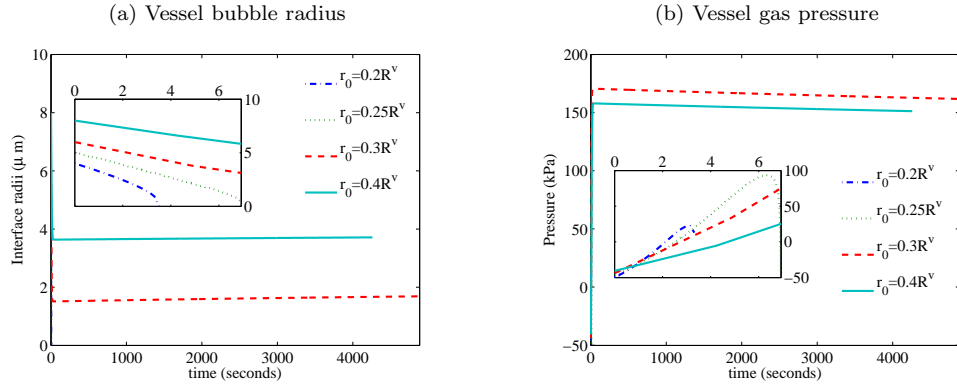 (a) Vessel bubble radius
10
8
6
4
2
0
Interface radii (μ m)
0 2 4 6
10
5
0
r0=0.2R^v
r0=0.25R^v
r0=0.3R^v
r0=0.4R^v
0 1000 2000 3000 4000
time (seconds)
(b) Vessel gas pressure
200
150
100
50
0
−50
Pressure (kPa)
0 2 4 6
100
50
0
−50
r0=0.2R^v
r0=0.25R^v
r0=0.3R^v
r0=0.4R^v
0 1000 2000 3000 4000
time (seconds)